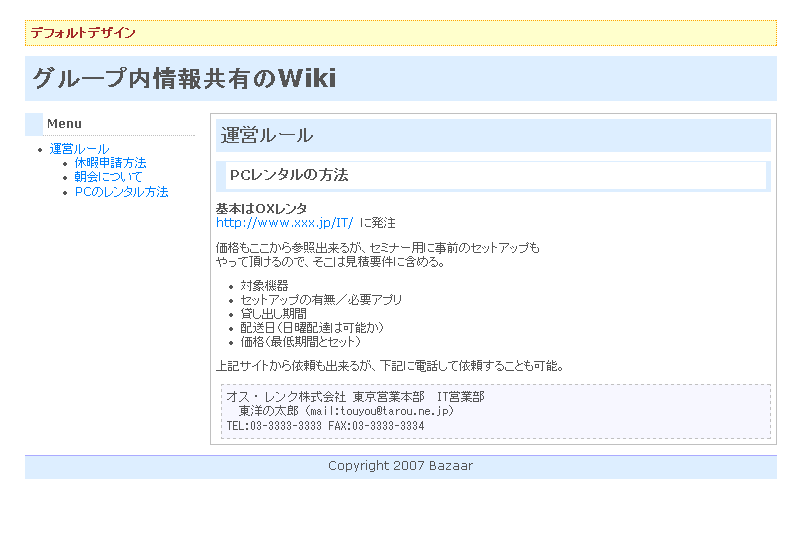 デフォルトデザイン
グループ内情報共有のWiki
Menu
運営ルール
休暇申請方法
朝会について
PCのレンタル方法
運営ルール
PCレンタルの方法
基本はOXレンタ
http://www.xxx.jp/IT/ に発注
価格もここから参照出来るが、セミナー用に事前のセットアップも
やって頂けるので、そこは見積要件に含める。
対象機器
セットアップの有無／必要アプリ
貸し出し期間
配送日(日曜配達は可能か)
価格(最低期間とセット)
上記サイトから依頼も出来るが、下記に電話して依頼することも可能。
オス・レンク株式会社 東京営業本部　IT営業部
東洋の太郎 (mail:touyou@tarou.ne.jp)
TEL:03-3333-3333 FAX:03-3333-3334
Copyright 2007 Bazaar